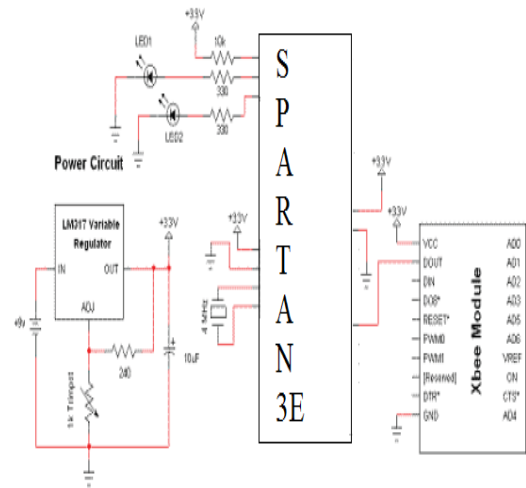 +33V
LED1
10k
330
LED2
330
Power Circuit
LM317 Variable
Regulator
IN
OUT
ADJ
+33V
+9v
240
10uF
5k Trimpot
+33V
4 MHz
SPARTAN
3E
+33V
+33V
Xbee Module
VCC
DOUT
DIN
DO8*
RESET*
PWM0
PWM1
[Reserved]
DTR*
GND
AD0
AD1
AD2
AD3
AD5
AD6
VREF
ON
CTS*
AD4